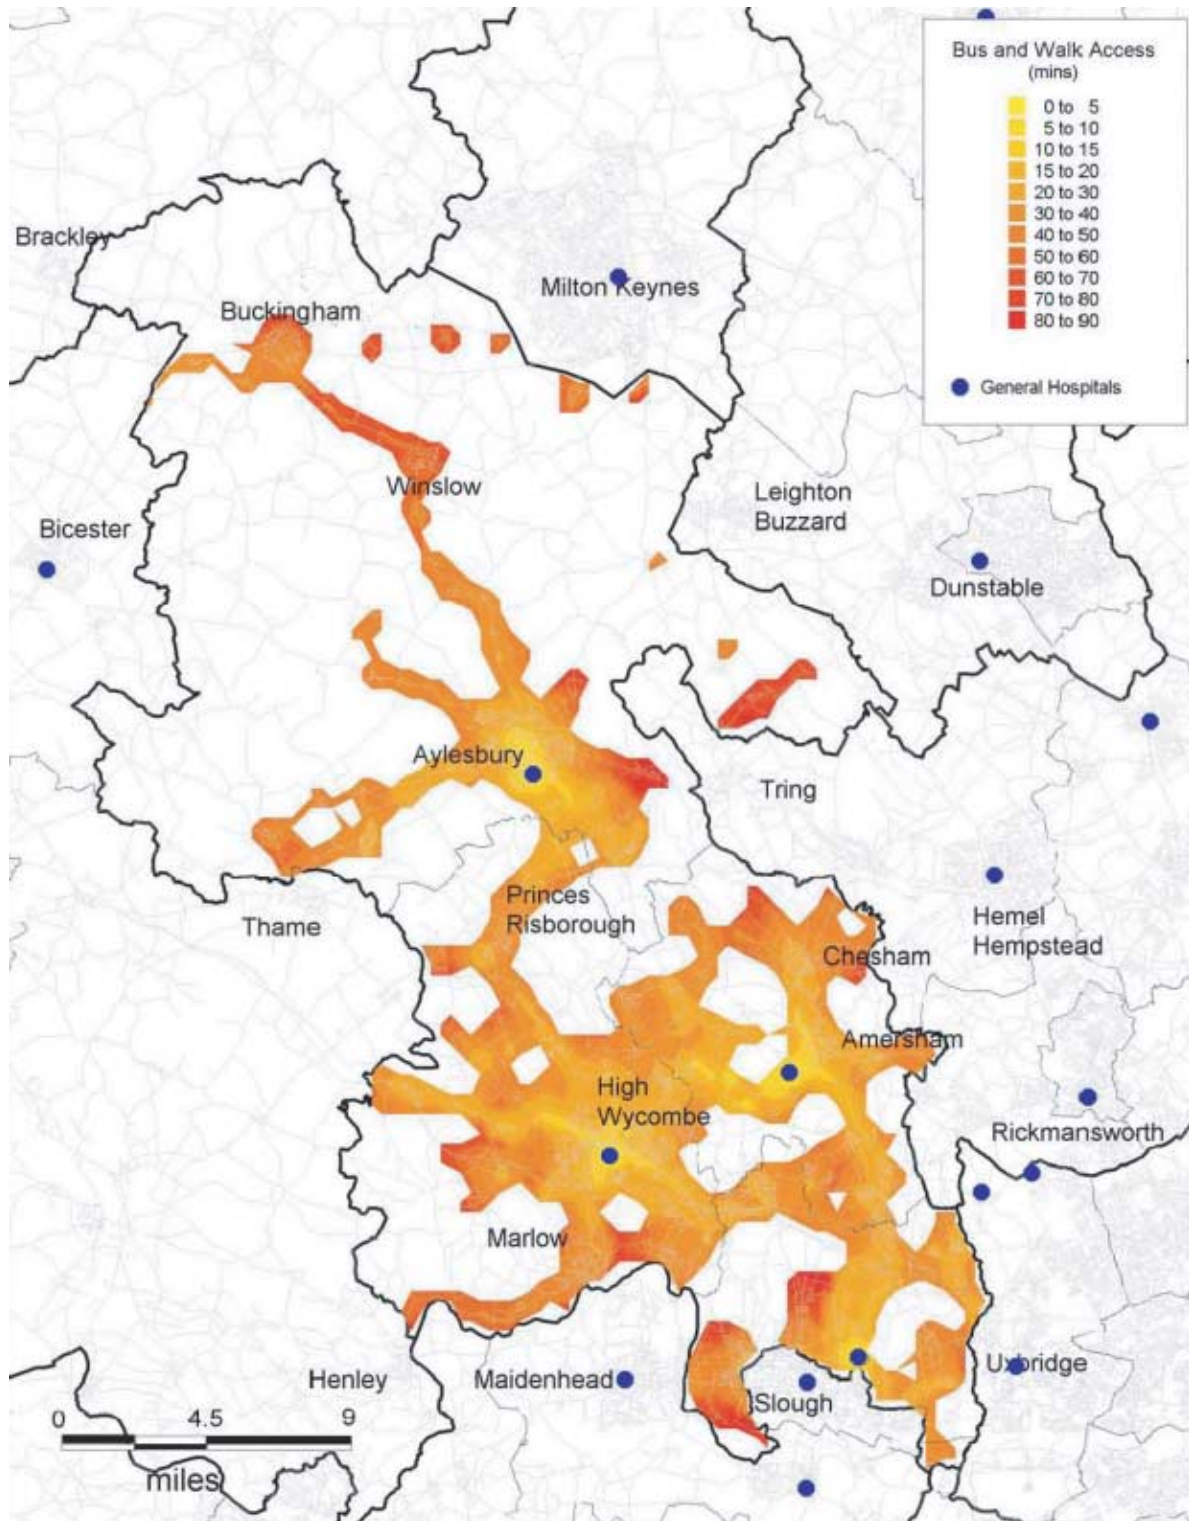 Bus and Walk Access
(mins)
0 to 5
5 to 10
10 to 15
15 to 20
20 to 30
30 to 40
40 to 50
50 to 60
60 to 70
70 to 80
80 to 90
General Hospitals
Brackley
Milton Keynes
Buckingham
Winslow
Leighton
Buzzard
Bicester
Dunstable
Aylesbury
Tring
Princes
Risborough
Thame
Hemel
Hempstead
Chesham
Amersham
High
Wycombe
Rickmansworth
Marlow
Henley
Maidenhead
Slough
Uxbridge
0 4.5 9
miles